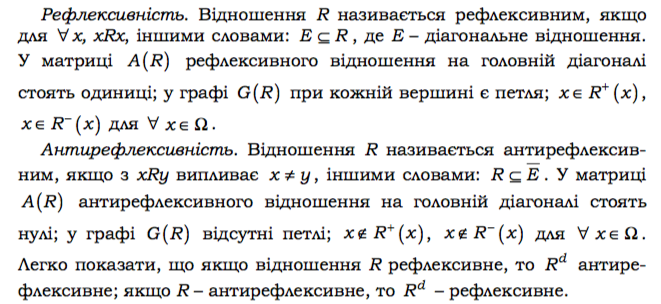 Рефлексивність. Відношення R називається рефлексивним, якщо
для ∀ x, xRx, іншими словами: E ⊆ R, де E – діагональне відношення.
У матриці A(R) рефлексивного відношення на головній діагоналі
стоять одиниці; у графі G(R) при кожній вершині є петля; x ∈ R⁺(x),
x ∈ R⁻(x) для ∀ x ∈ Ω.
Антирефлексивність. Відношення R називається антирефлексив-
ним, якщо з xRy випливає x ≠ y, іншими словами: R ⊆ E̅. У матриці
A(R) антирефлексивного відношення на головній діагоналі стоять
нулі; у графі G(R) відсутні петлі; x ∉ R⁺(x), x ∉ R⁻(x) для ∀ x ∈ Ω.
Легко показати, що якщо відношення R рефлексивне, то Rᵈ антире-
флексивне; якщо R – антирефлексивне, то Rᵈ – рефлексивне.